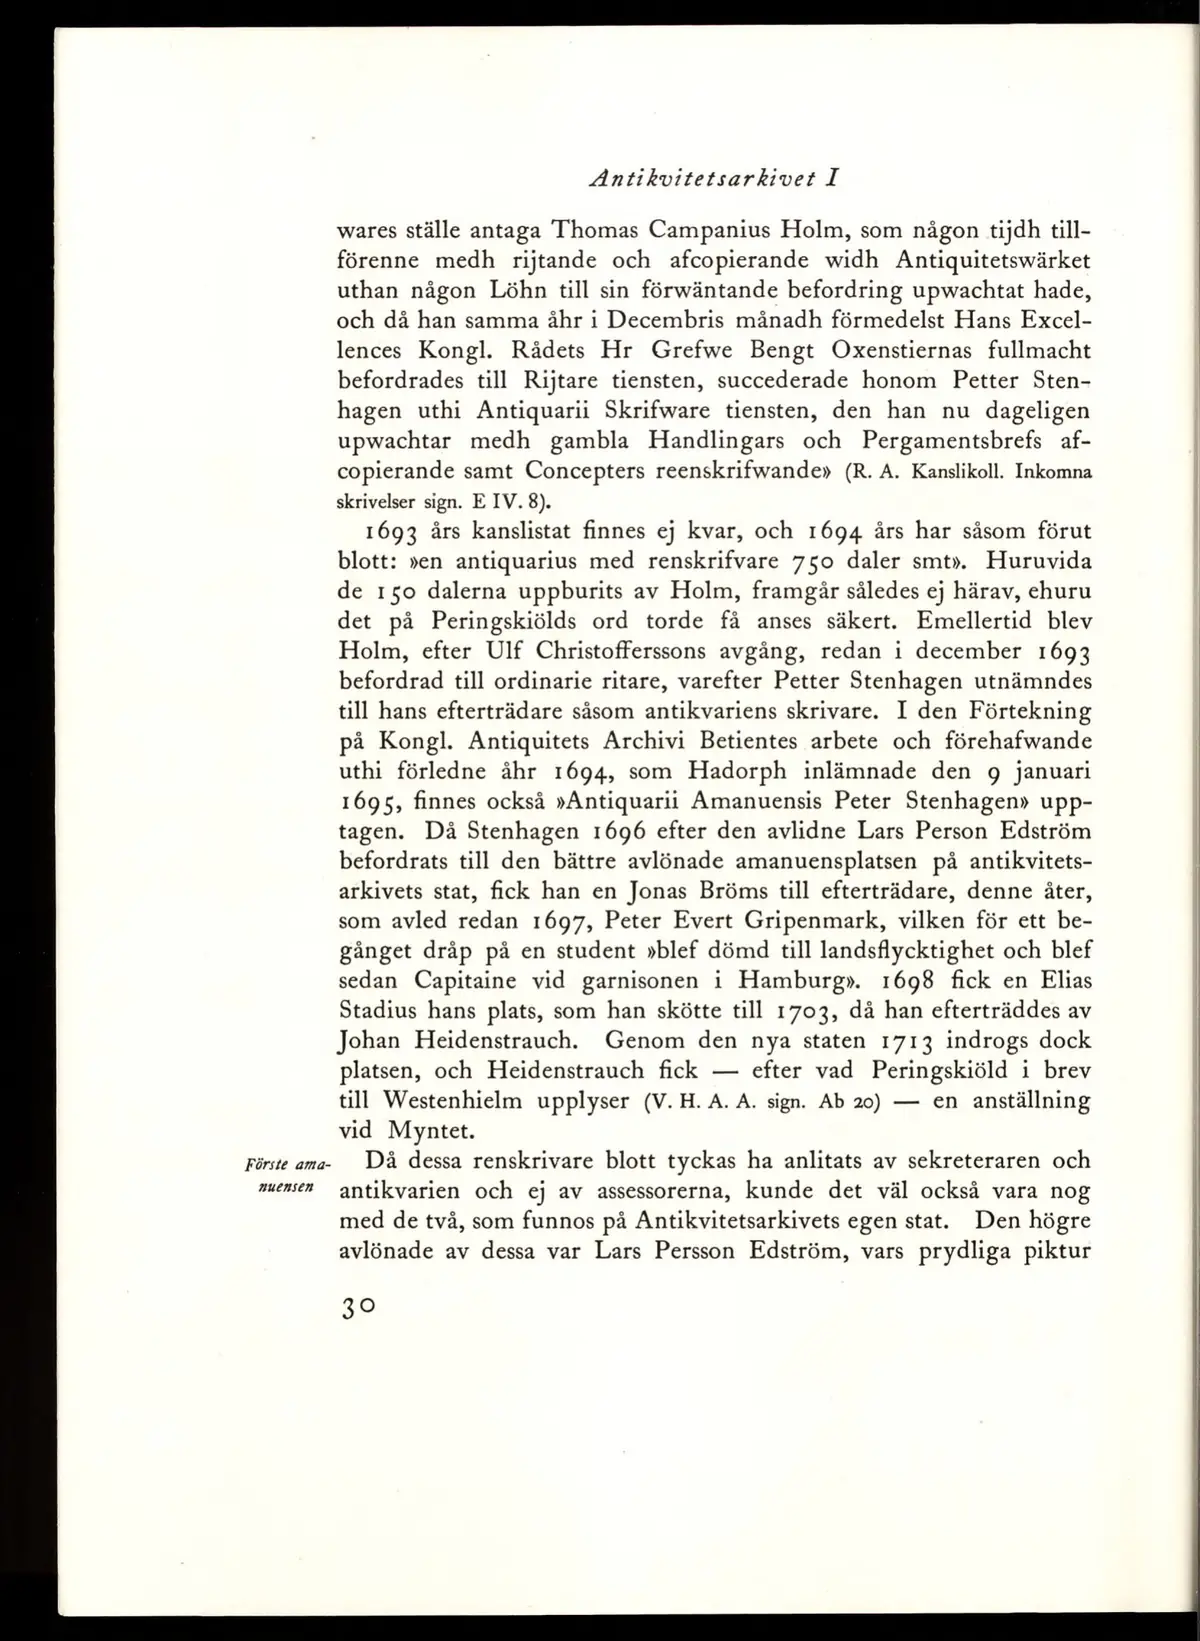 Antikvitetsarkivet I
wares ställe antaga Thomas Campanius Holm, som någon tijdh till-
förenne medh rijtande och afcopierande widh Antiquitetswärket
uthan någon Löhn till sin förwäntande befordring upwachtat hade,
och då han samma åhr i Decembris månadh förmedelst Hans Excel-
lences Kongl. Rådets Hr Grefwe Bengt Oxenstiernas fullmacht
befordrades till Rijtare tiensten, succederade honom Petter Sten-
hagen uthi Antiquarii Skrifware tiensten, den han nu dageligen
upwachtar medh gambla Handlingars och Pergamentsbrefs af-
copierande samt Concepters reenskrifwande» (R. A. Kanslikoll. Inkomna
skrivelser sign. E IV. 8).
1693 års kanslistat finnes ej kvar, och 1694 års har såsom förut
blott: »en antiquarius med renskrifvare 750 daler smt». Huruvida
de 150 dalerna uppburits av Holm, framgår således ej härav, ehuru
det på Peringskiölds ord torde få anses säkert. Emellertid blev
Holm, efter Ulf Christofferssons avgång, redan i december 1693
befordrad till ordinarie ritare, varefter Petter Stenhagen utnämndes
till hans efterträdare såsom antikvariens skrivare. I den Förtekning
på Kongl. Antiquitets Archivi Betientes arbete och förehafwande
uthi förledne åhr 1694, som Hadorph inlämnade den 9 januari
1695, finnes också »Antiquarii Amanuensis Peter Stenhagen» upp-
tagen. Då Stenhagen 1696 efter den avlidne Lars Person Edström
befordrats till den bättre avlönade amanuensplatsen på antikvitets-
arkivets stat, fick han en Jonas Bröms till efterträdare, denne åter,
som avled redan 1697, Peter Evert Gripenmark, vilken för ett be-
gånget dråp på en student »blef dömd till landsflycktighet och blef
sedan Capitaine vid garnisonen i Hamburg». 1698 fick en Elias
Stadius hans plats, som han skötte till 1703, då han efterträddes av
Johan Heidenstrauch. Genom den nya staten 1713 indrogs dock
platsen, och Heidenstrauch fick — efter vad Peringskiöld i brev
till Westenhielm upplyser (V. H. A. A. sign. Ab 20) — en anställning
vid Myntet.
Förste ama-
nuensen
Då dessa renskrivare blott tyckas ha anlitats av sekreteraren och
antikvarien och ej av assessorerna, kunde det väl också vara nog
med de två, som funnos på Antikvitetsarkivets egen stat. Den högre
avlönade av dessa var Lars Persson Edström, vars prydliga piktur
30